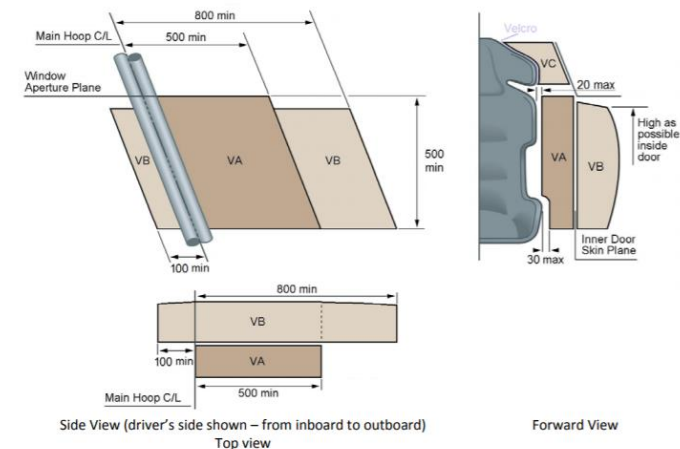 800 min
Main Hoop C/L
500 min
Window
Aperture Plane
VB
VA
VB
500
min
100 min
Velcro
VC
20 max
High as
possible
inside
door
VA
VB
Inner Door
Skin Plane
30 max
800 min
VB
100 min
VA
Main Hoop C/L
500 min
Side View (driver's side shown – from inboard to outboard)
Top view
Forward View